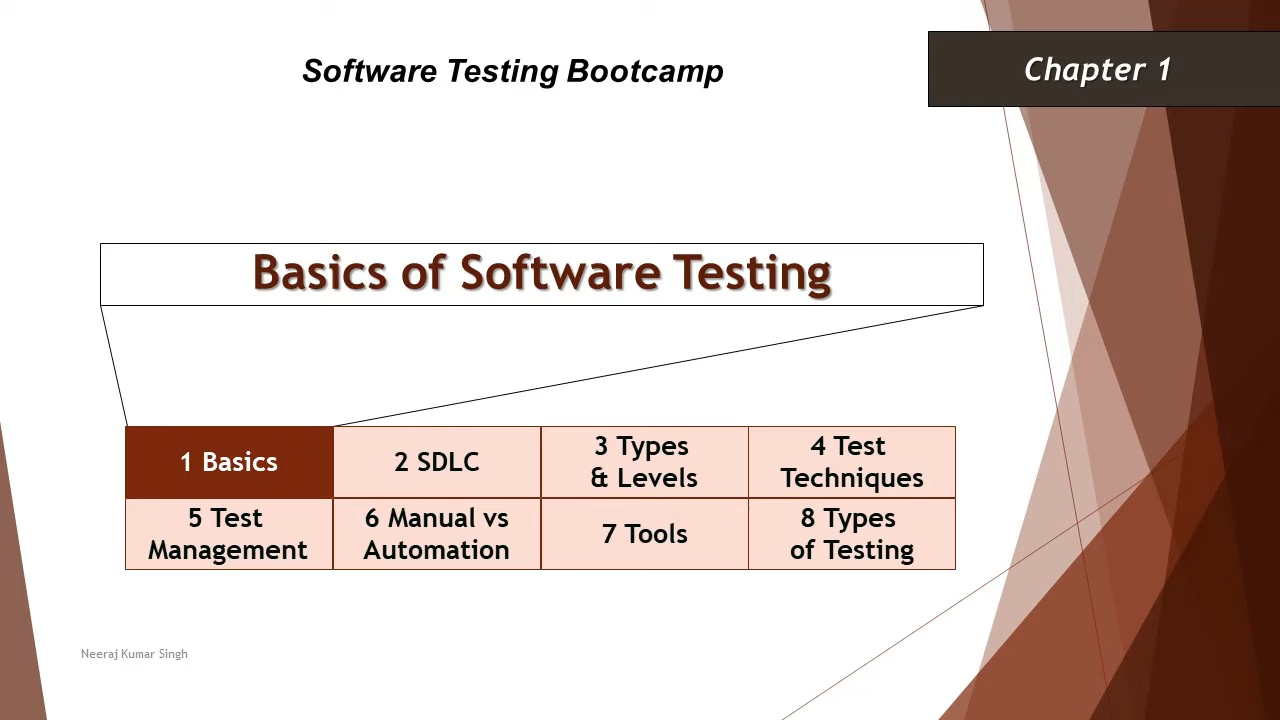 Software Testing Bootcamp
Chapter 1
Basics of Software Testing
1 Basics
2 SDLC
3 Types
& Levels
4 Test
Techniques
5 Test
Management
6 Manual vs
Automation
7 Tools
8 Types
of Testing
Neeraj Kumar Singh